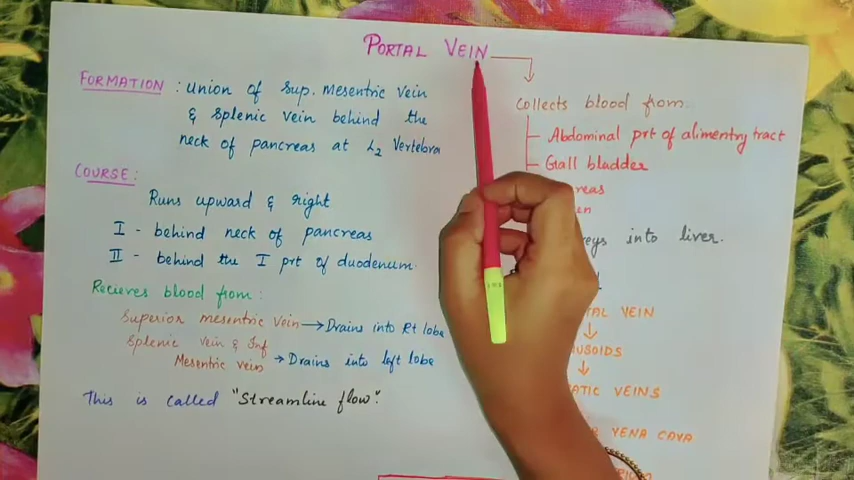 PORTAL VEIN
FORMATION : Union of Sup. Mesentric Vein
& Splenic Vein behind the
neck of pancreas at L2 Vertebra
COURSE :
Runs upward & right
I - behind neck of pancreas
II - behind the I prt of duodenum.
Recieves blood from :
Superior mesentric Vein → Drains into Rt lobe
Splenic Vein & Inf
Mesentric vein → Drains into left lobe
This is called "Streamline flow".
Collects blood from.
Abdominal prt of alimentry tract
Gall bladder
into liver.
VEIN
VEINS
VENA CAVA